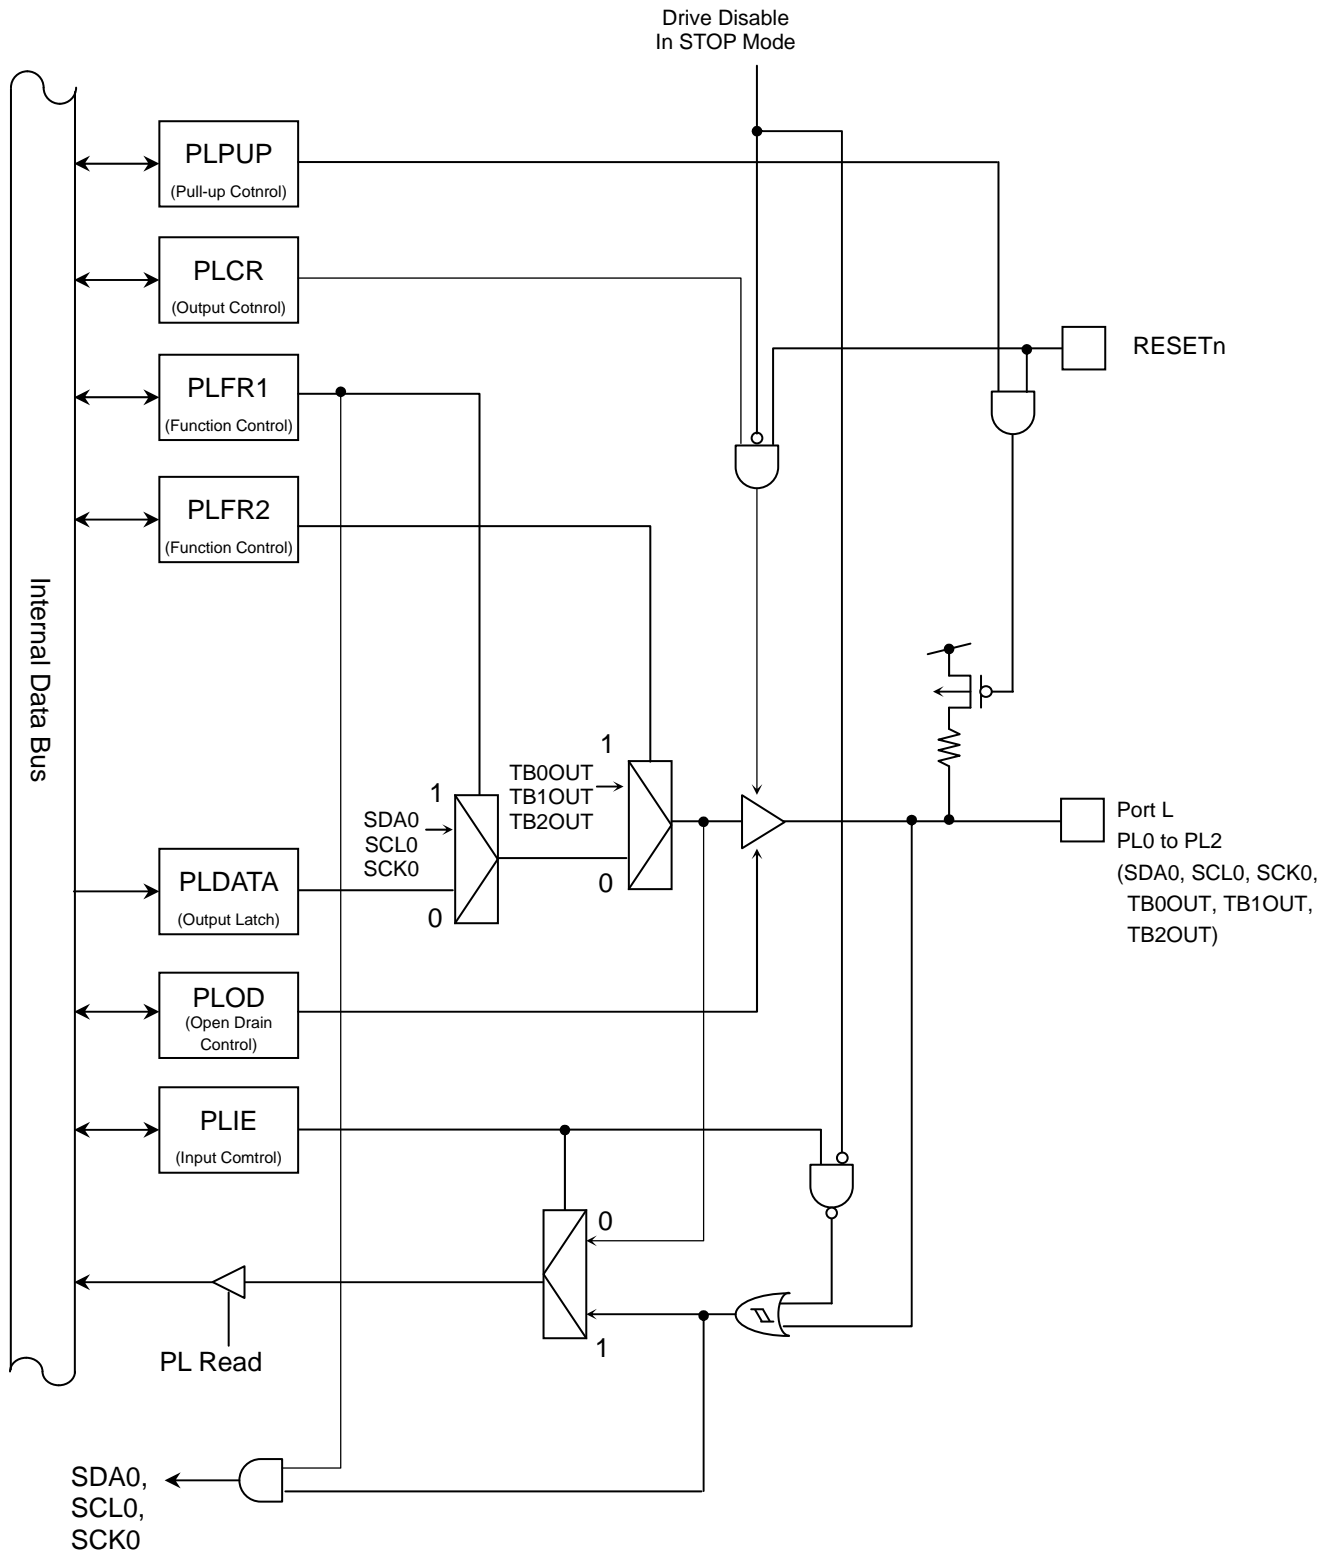 Drive Disable
In STOP Mode
PLPUP
(Pull-up Cotnrol)
PLCR
(Output Cotnrol)
RESETn
PLFR1
(Function Control)
PLFR2
(Function Control)
Internal Data Bus
1
TB0OUT
TB1OUT
TB2OUT
0
1
SDA0
SCL0
SCK0
0
Port L
PL0 to PL2
(SDA0, SCL0, SCK0,
TB0OUT, TB1OUT,
TB2OUT)
PLDATA
(Output Latch)
PLOD
(Open Drain
Control)
PLIE
(Input Comtrol)
0
1
PL Read
SDA0,
SCL0,
SCK0